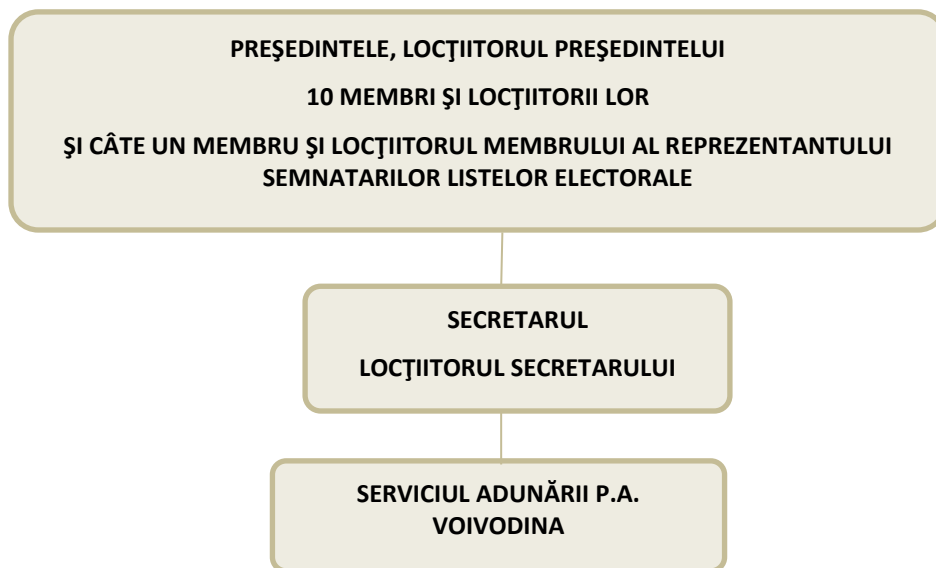 PREŞEDINTELE, LOCŢIITORUL PREŞEDINTELUI
10 MEMBRI ŞI LOCŢIITORII LOR
ŞI CÂTE UN MEMBRU ŞI LOCŢIITORUL MEMBRULUI AL REPREZENTANTULUI
SEMNATARILOR LISTELOR ELECTORALE
SECRETARUL
LOCŢIITORUL SECRETARULUI
SERVICIUL ADUNĂRII P.A.
VOIVODINA